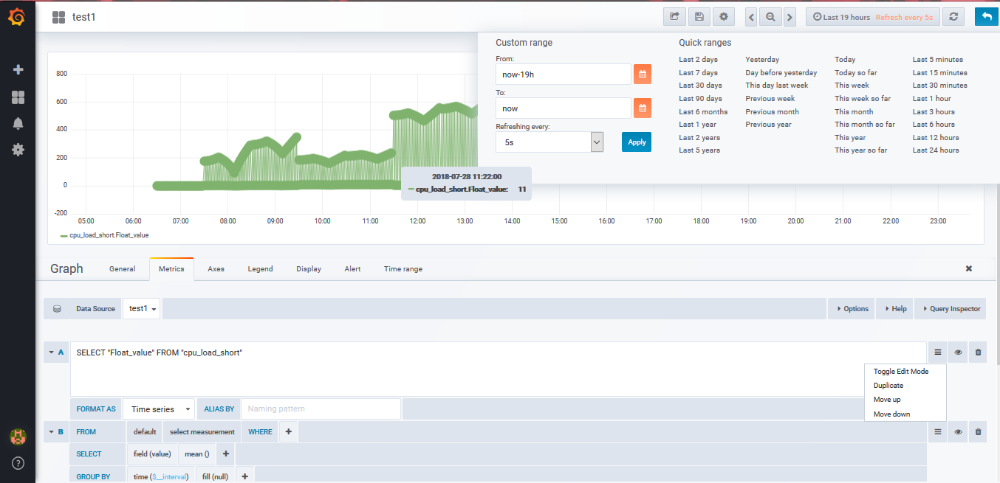 test1
Last 19 hours Refresh every 5s
Custom range
From:
now-19h
To:
now
Refreshing every:
5s
Apply
Quick ranges
Last 2 days Yesterday Today Last 5 minutes
Last 7 days Day before yesterday Today so far Last 15 minutes
Last 30 days This day last week This week Last 30 minutes
Last 90 days Previous week This week so far Last 1 hour
Last 6 months Previous month This month Last 3 hours
Last 1 year Previous year This month so far Last 6 hours
Last 2 years This year Last 12 hours
Last 5 years This year so far Last 24 hours
800
600
400
200
0
-200
2018-07-28 11:22:00
cpu_load_short.Float_value: 11
05:00 06:00 07:00 08:00 09:00 10:00 11:00 12:00 13:00 14:00 15:00 16:00 17:00 18:00 19:00 20:00 21:00 22:00 23:00
cpu_load_short.Float_value
Graph General Metrics Axes Legend Display Alert Time range
Data Source test1 Options Help Query Inspector
A SELECT "Float_value" FROM "cpu_load_short"
Toggle Edit Mode
Duplicate
Move up
Move down
FORMAT AS Time series ALIAS BY Naming pattern
B FROM default select measurement WHERE +
SELECT field (value) mean () +
GROUP BY time ($__interval) fill (null) +